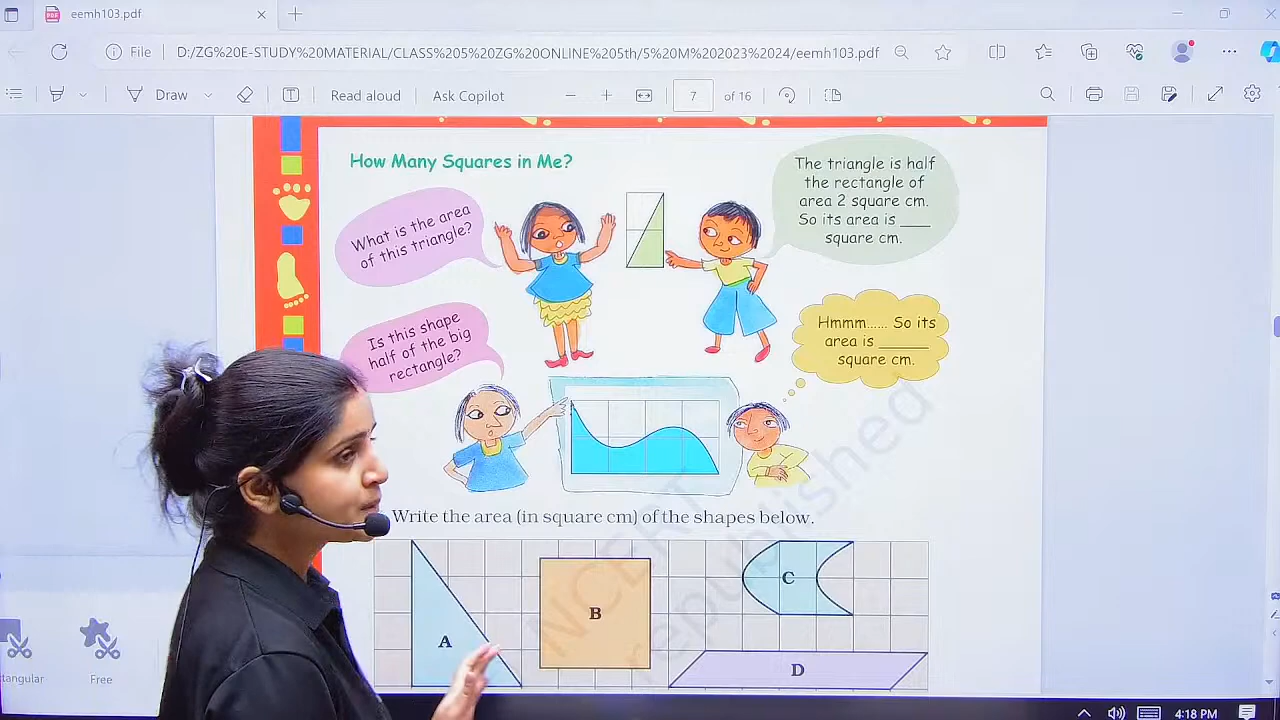 eemh103.pdf
File D:/ZG%20E-STUDY%20MATERIAL/CLASS%205%20ZG%20ONLINE%205th/5%20M%202023%2024/eemh103.pdf
Draw
Read aloud
Ask Copilot
7 of 16
How Many Squares in Me?
What is the area
of this triangle?
The triangle is half
the rectangle of
area 2 square cm.
So its area is ____
square cm.
Is this shape
half of the big
rectangle?
Hmmm...... So its
area is ______
square cm.
Write the area (in square cm) of the shapes below.
A
B
C
D
Free
NCERT
republished
4:18 PM